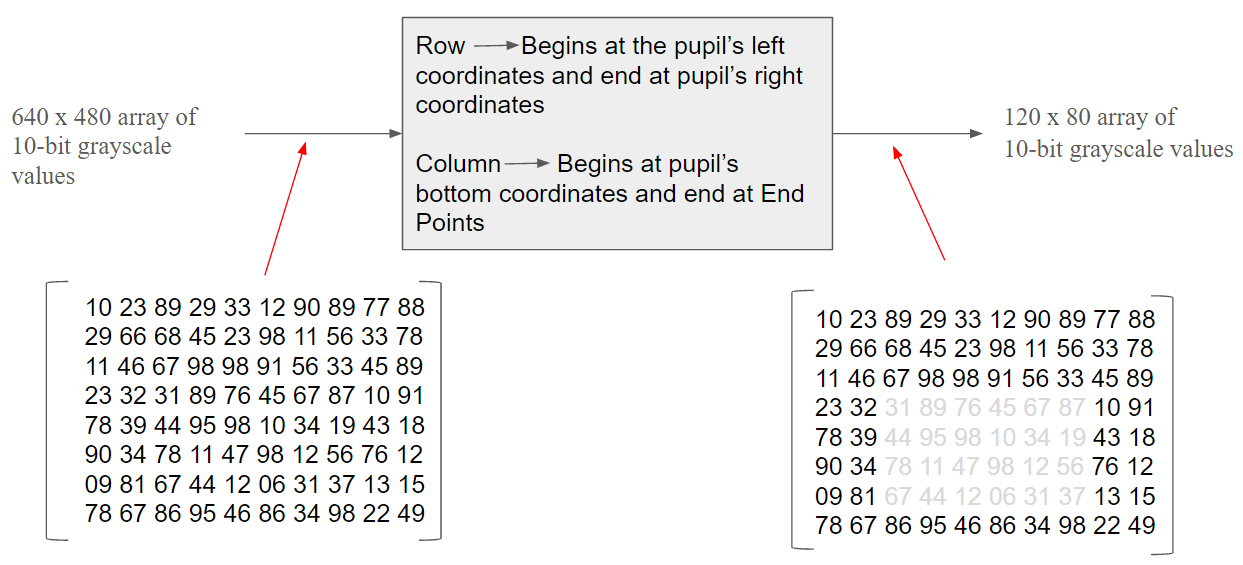 640 x 480 array of
10-bit grayscale
values
Row Begins at the pupil's left
coordinates and end at pupil's right
coordinates
Column Begins at pupil's
bottom coordinates and end at End
Points
120 x 80 array of
10-bit grayscale values
10 23 89 29 33 12 90 89 77 88
29 66 68 45 23 98 11 56 33 78
11 46 67 98 98 91 56 33 45 89
23 32 31 89 76 45 67 87 10 91
78 39 44 95 98 10 34 19 43 18
90 34 78 11 47 98 12 56 76 12
09 81 67 44 12 06 31 37 13 15
78 67 86 95 46 86 34 98 22 49
10 23 89 29 33 12 90 89 77 88
29 66 68 45 23 98 11 56 33 78
11 46 67 98 98 91 56 33 45 89
23 32 31 89 76 45 67 87 10 91
78 39 44 95 98 10 34 19 43 18
90 34 78 11 47 98 12 56 76 12
09 81 67 44 12 06 31 37 13 15
78 67 86 95 46 86 34 98 22 49